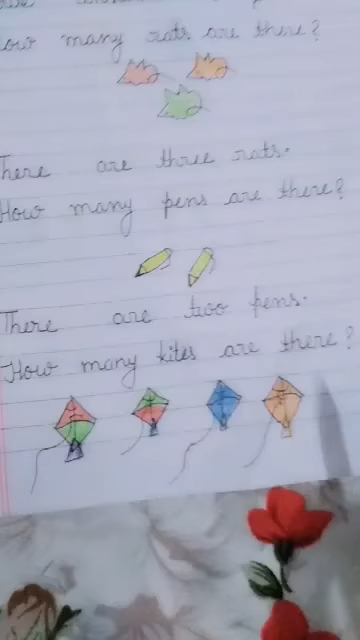 How many rats are there?
There are three rats.
How many pens are there?
There are two pens.
How many kites are there?